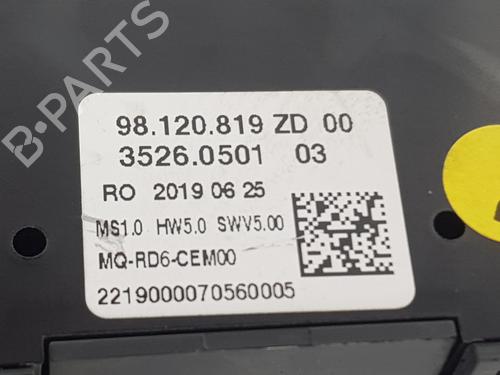 98.120.819 ZD 00
3526.0501 03
RO 2019 06 25
MS1.0 HW5.0 SWV5.00
MQ-RD6-CEM00
2219000070560005
B-PARTS